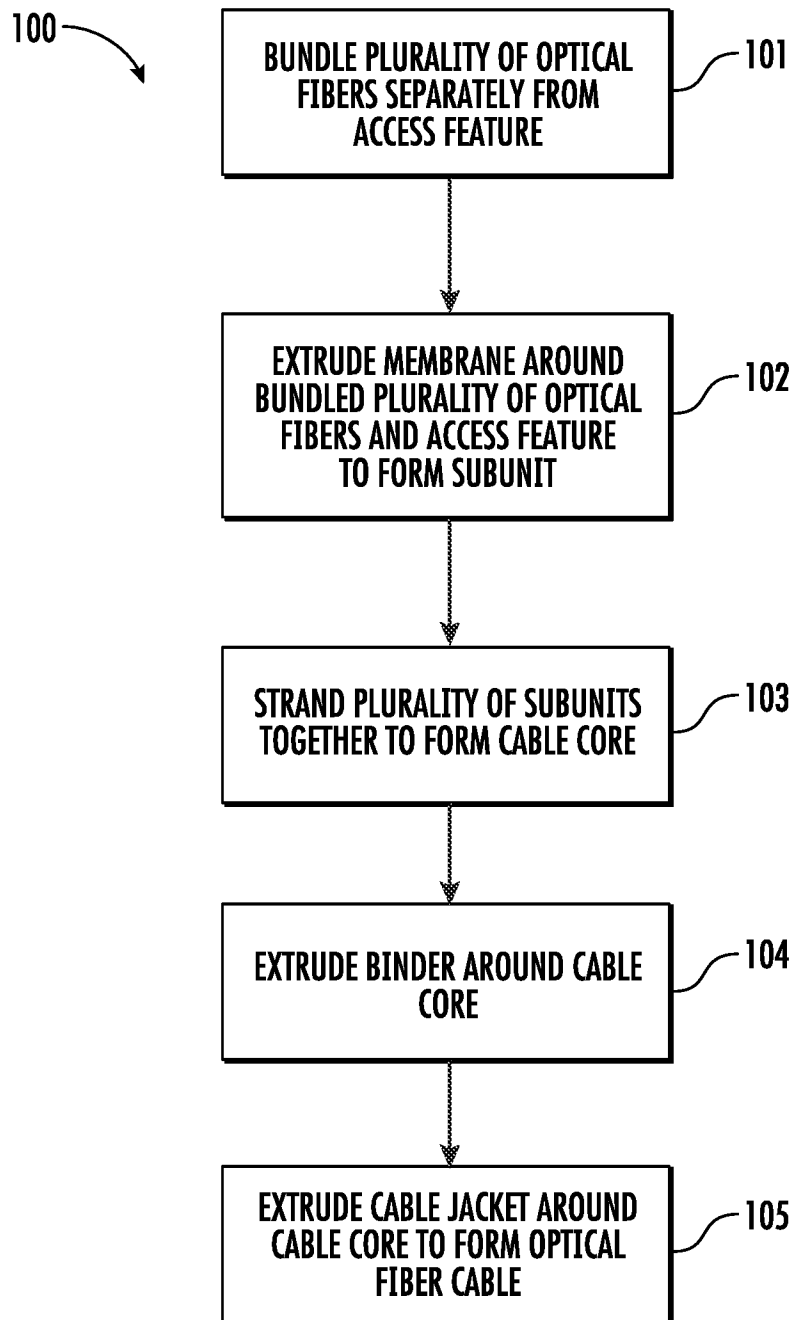 100
BUNDLE PLURALITY OF OPTICAL
FIBERS SEPARATELY FROM
ACCESS FEATURE
101
EXTRUDE MEMBRANE AROUND
BUNDLED PLURALITY OF OPTICAL
FIBERS AND ACCESS FEATURE
TO FORM SUBUNIT
102
STRAND PLURALITY OF SUBUNITS
TOGETHER TO FORM CABLE CORE
103
EXTRUDE BINDER AROUND CABLE
CORE
104
EXTRUDE CABLE JACKET AROUND
CABLE CORE TO FORM OPTICAL
FIBER CABLE
105